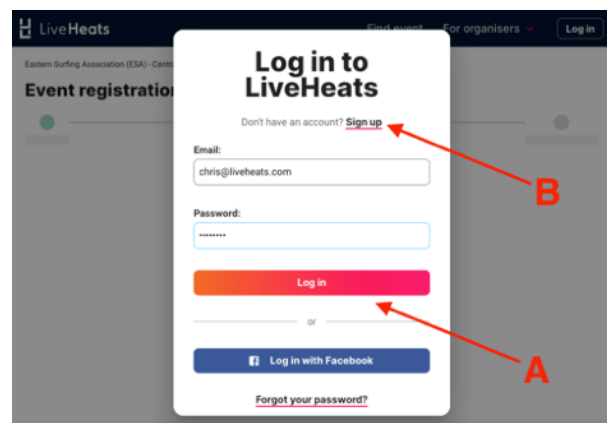 LiveHeats
Find event For organisers Log in
Eastern Surfing Association (ESA) - Centr
Event registration
Log in to
LiveHeats
Don't have an account? Sign up
B
Email:
chris@liveheats.com
Password:
••••••••
Log in
or
A
Log in with Facebook
Forgot your password?